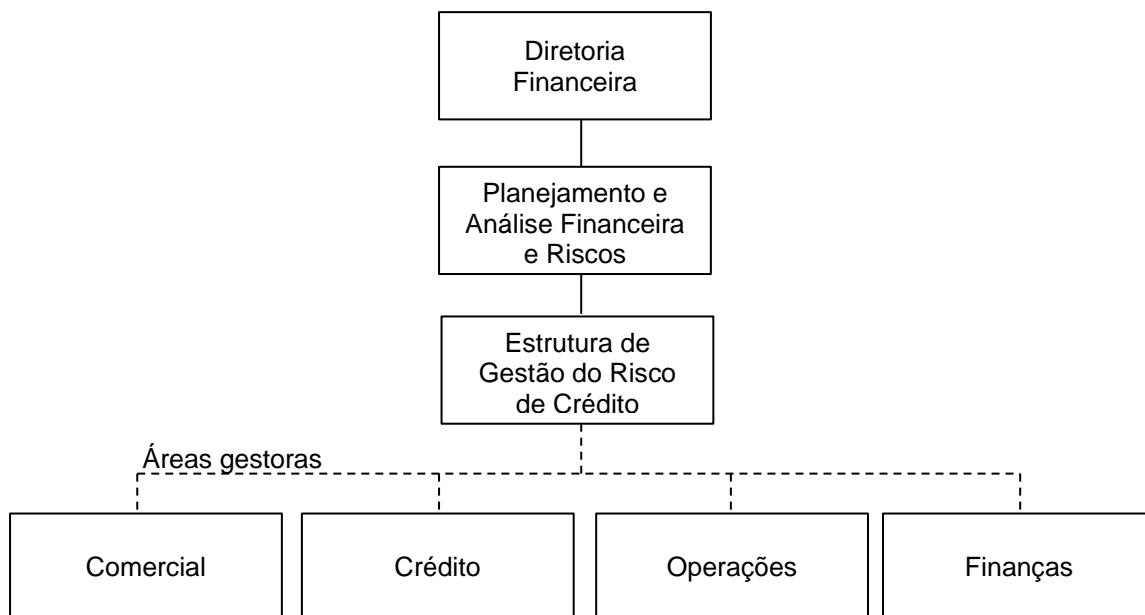 Diretoria
Financeira
Planejamento e
Análise Financeira
e Riscos
Estrutura de
Gestão do Risco
de Crédito
Áreas gestoras
Comercial
Crédito
Operações
Finanças